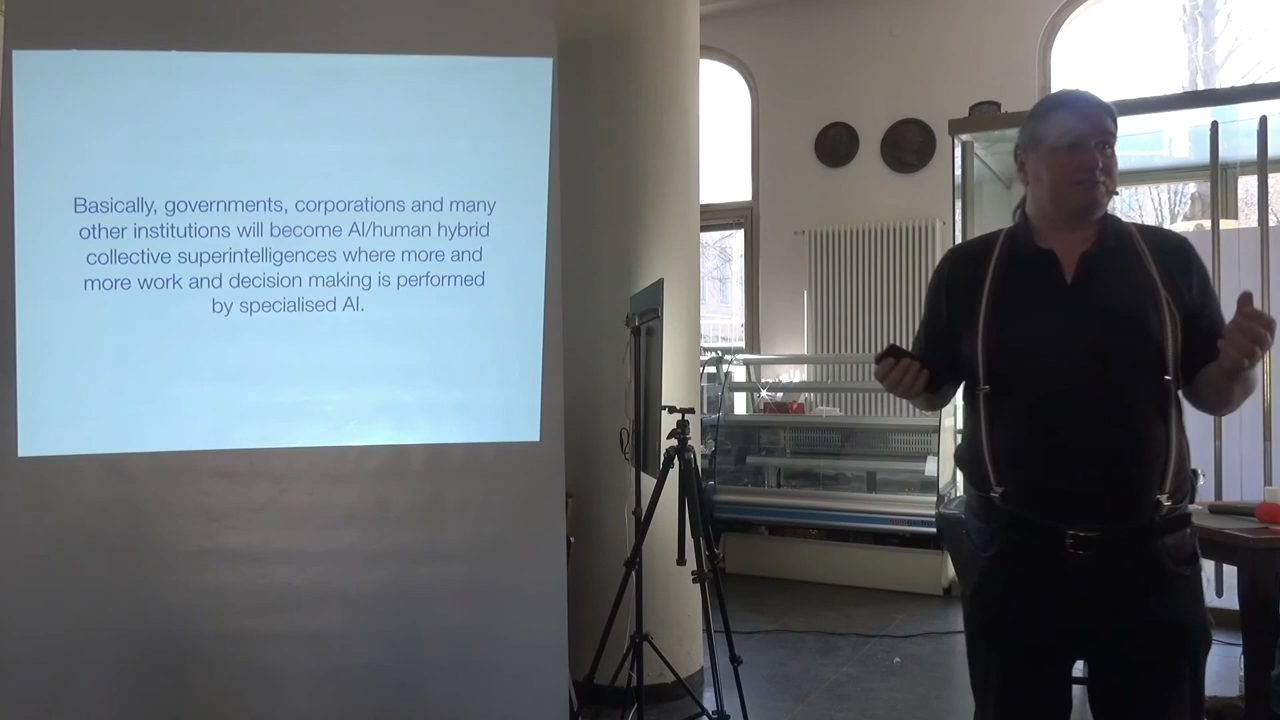 Basically, governments, corporations and many
other institutions will become AI/human hybrid
collective superintelligences where more and
more work and decision making is performed
by specialised AI.